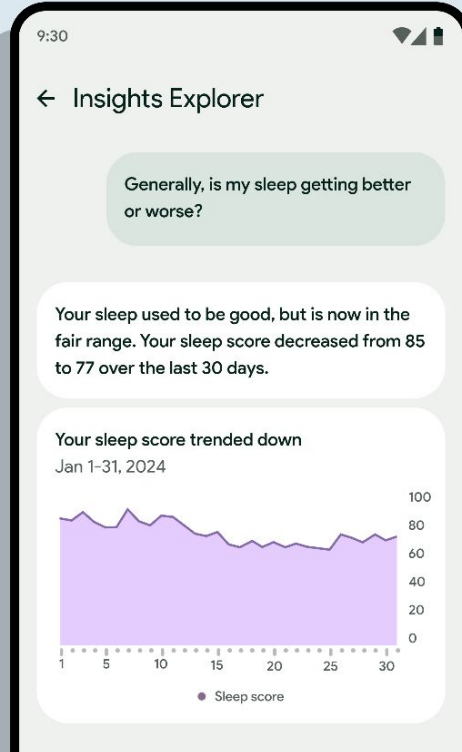 9:30
Insights Explorer
Generally, is my sleep getting better
or worse?
Your sleep used to be good, but is now in the
fair range. Your sleep score decreased from 85
to 77 over the last 30 days.
Your sleep score trended down
Jan 1-31, 2024
100
80
60
40
20
0
1 5 10 15 20 25 30
Sleep score